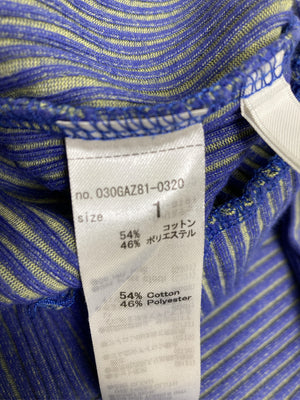 no. 030GAZ81-0320
size 1
54% コットン
46% ポリエステル
54% Cotton
46% Polyester